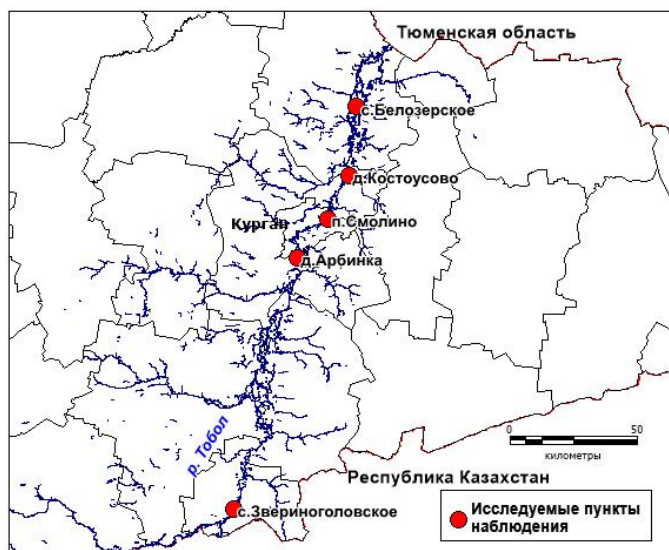 Тюменская область
с.Белозерское
д.Костоусово
Курган
п.Смолино
д.Арбинка
р. Тобол
0 50
километры
Республика Казахстан
с.Звериноголовское
Исследуемые пункты
наблюдения